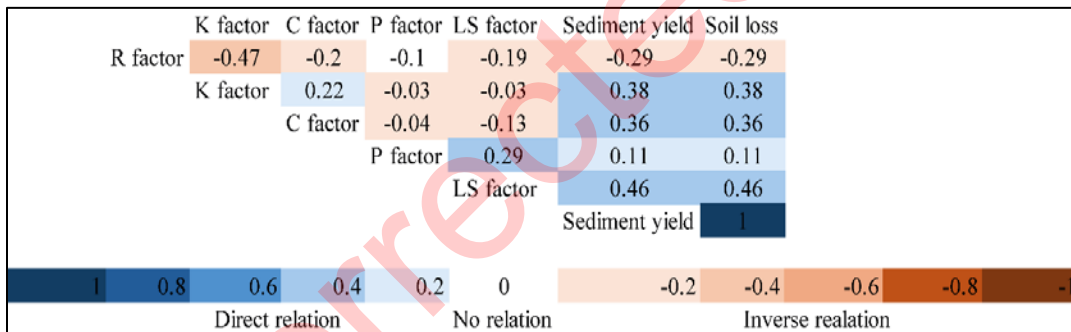 K factor C factor P factor LS factor Sediment yield Soil loss
R factor -0.47 -0.2 -0.1 -0.19 -0.29 -0.29
K factor 0.22 -0.03 -0.03 0.38 0.38
C factor -0.04 -0.13 0.36 0.36
P factor 0.29 0.11 0.11
LS factor 0.46 0.46
Sediment yield 1
1 0.8 0.6 0.4 0.2 0 -0.2 -0.4 -0.6 -0.8 -1
Direct relation No relation Inverse realation